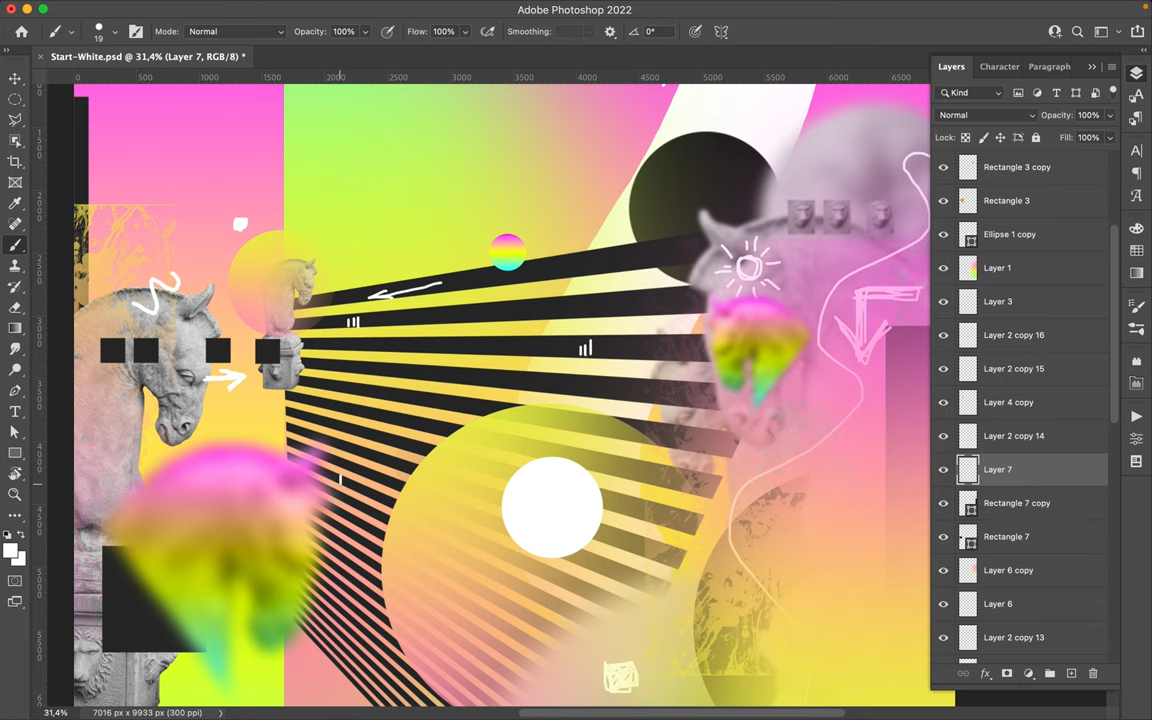 Adobe Photoshop 2022
19
Mode: Normal
Opacity: 100%
Flow: 100%
Smoothing:
0°
Start-White.psd @ 31,4% (Layer 7, RGB/8) *
0 500 1000 1500 2000 2500 3000 3500 4000 4500 5000 5500 6000 6500
Layers Character Paragraph
Kind
Normal
Opacity: 100%
Lock:
Fill: 100%
Rectangle 3 copy
Rectangle 3
Ellipse 1 copy
Layer 1
Layer 3
Layer 2 copy 16
Layer 2 copy 15
Layer 4 copy
Layer 2 copy 14
Layer 7
Rectangle 7 copy
Rectangle 7
Layer 6 copy
Layer 6
Layer 2 copy 13
fx
31,4%
7016 px x 9933 px (300 ppi)